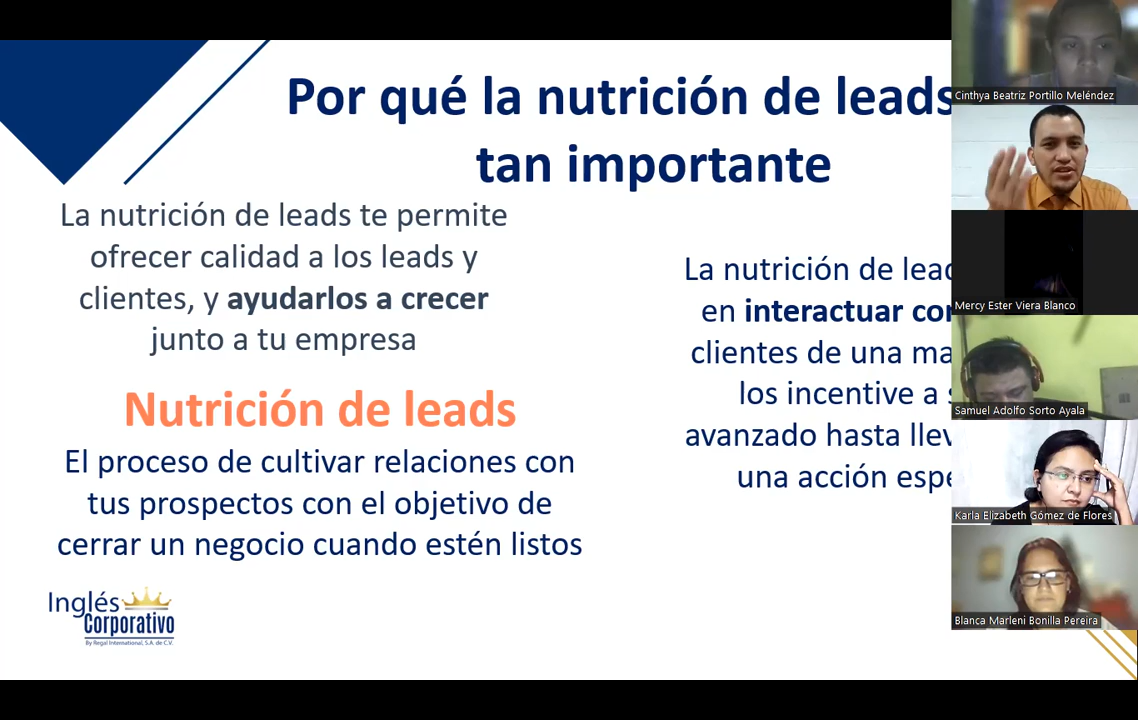 Por qué la nutrición de leads
tan importante
La nutrición de leads te permite
ofrecer calidad a los leads y
clientes, y ayudarlos a crecer
junto a tu empresa
Nutrición de leads
El proceso de cultivar relaciones con
tus prospectos con el objetivo de
cerrar un negocio cuando estén listos
La nutrición de
en interactuar
clientes de una
los incentive a
avanzado hasta
una acción
Inglés
Corporativo
By Regal International, S.A. de C.V.
Cinthya Beatriz Portillo Meléndez
Mercy Ester Viera Blanco
Samuel Adolfo Sorto Ayala
Karla Elizabeth Gómez de Flores
Blanca Marleni Bonilla Pereira